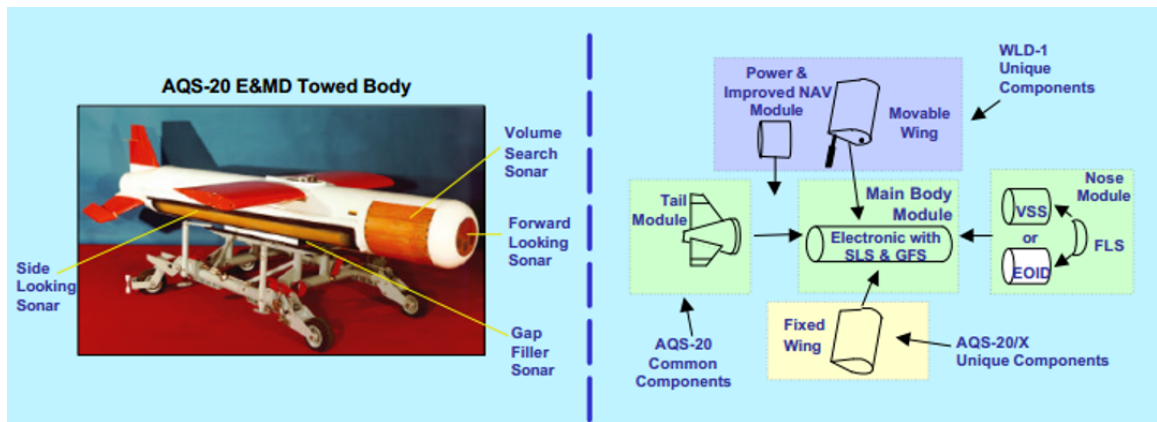 AQS-20 E&MD Towed Body
Volume
Search
Sonar
Forward
Looking
Sonar
Side
Looking
Sonar
Gap
Filler
Sonar
WLD-1
Unique
Components
Power &
Improved NAV
Module
Movable
Wing
Tail
Module
Main Body
Module
Electronic with
SLS & GFS
Nose
Module
VSS
or
EOID
FLS
Fixed
Wing
AQS-20
Common
Components
AQS-20/X
Unique Components